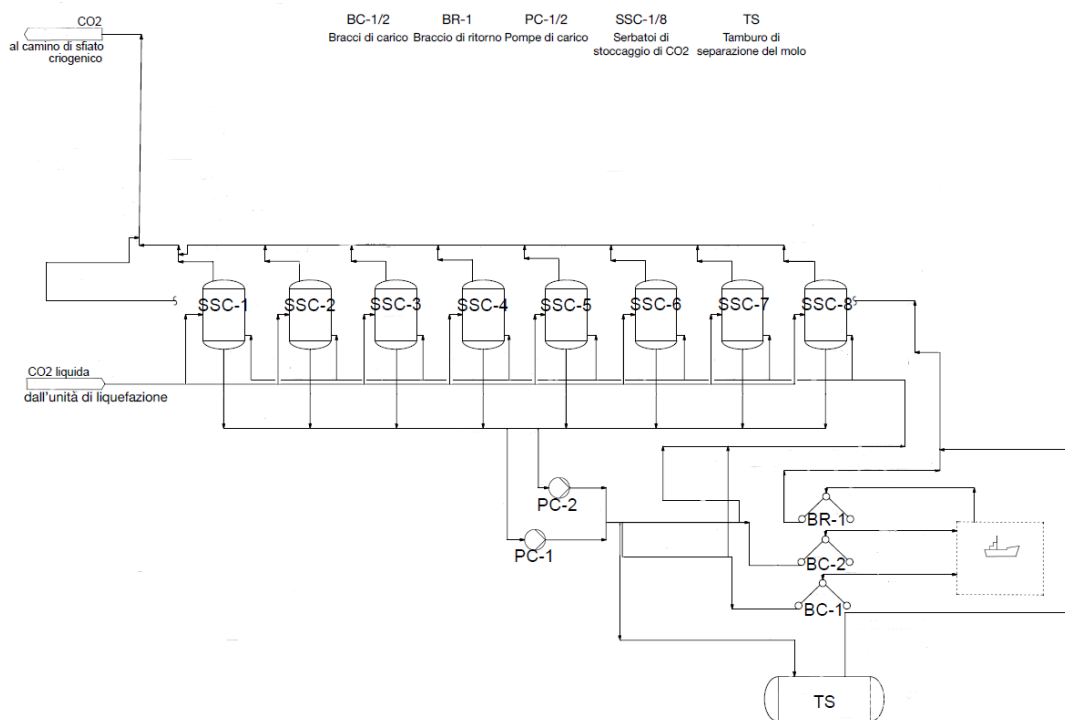 CO2
al camino di sfiato
criogenico
BC-1/2
Bracci di carico
BR-1
Braccio di ritorno
PC-1/2
Pompe di carico
SSC-1/8
Serbatoi di
stoccaggio di CO2
TS
Tamburo di
separazione del molo
SSC-1
SSC-2
SSC-3
SSC-4
SSC-5
SSC-6
SSC-7
SSC-8
CO2 liquida
dall'unità di liquefazione
PC-2
PC-1
BR-1
BC-2
BC-1
TS